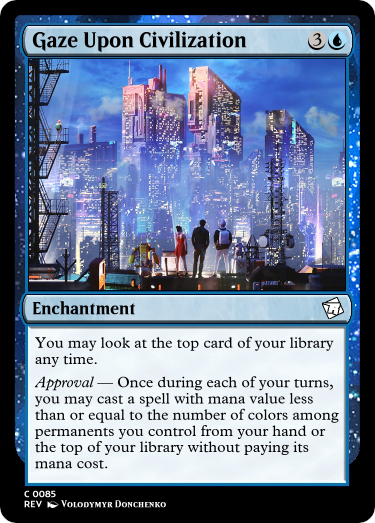 Gaze Upon Civilization 3
Enchantment
You may look at the top card of your library
any time.
Approval — Once during each of your turns,
you may cast a spell with mana value less
than or equal to the number of colors among
permanents you control from your hand or
the top of your library without paying its
mana cost.
C 0085
REV Volodymyr Donchenko